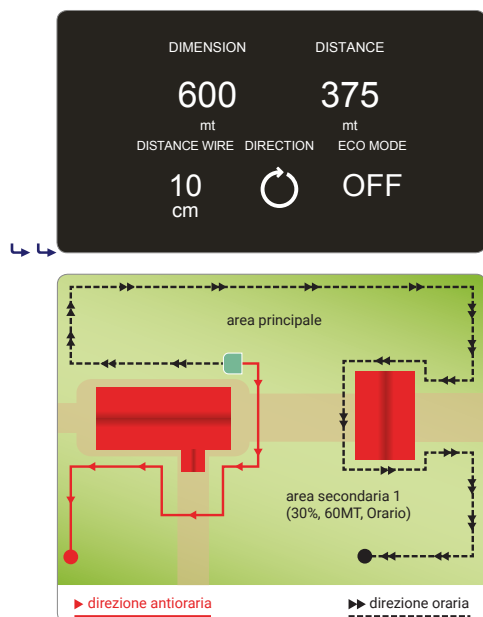 DIMENSION DISTANCE
600 375
mt mt
DISTANCE WIRE DIRECTION ECO MODE
10 OFF
cm
area principale
area secondaria 1
(30%, 60MT, Orario)
direzione antioraria direzione oraria